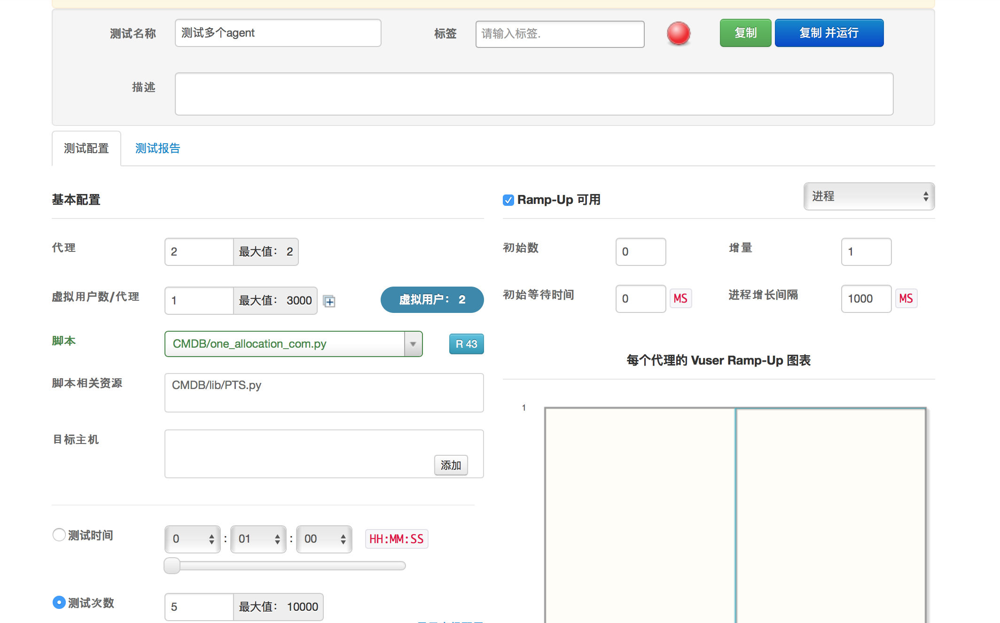 测试名称 测试多个agent 标签 请输入标签. 复制 复制 并运行
描述
测试配置 测试报告
基本配置 Ramp-Up 可用 进程
代理 2 最大值： 2 初始数 0 增量 1
虚拟用户数/代理 1 最大值： 3000 虚拟用户： 2 初始等待时间 0 MS 进程增长间隔 1000 MS
脚本 CMDB/one_allocation_com.py R 43
每个代理的 Vuser Ramp-Up 图表
脚本相关资源 CMDB/lib/PTS.py
1
目标主机
添加
测试时间 0 : 01 : 00 HH:MM:SS
测试次数 5 最大值： 10000